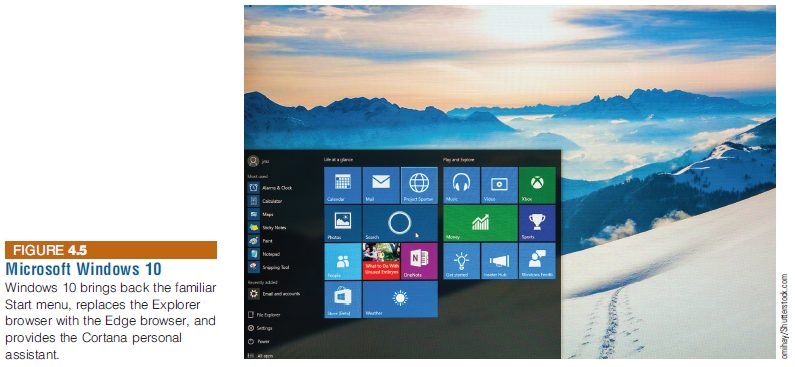 FIGURE 4.5
Microsoft Windows 10
Windows 10 brings back the familiar
Start menu, replaces the Explorer
browser with the Edge browser, and
provides the Cortana personal
assistant.
jms
Most used
Alarms & Clock
Calculator
Maps
Sticky Notes
Paint
Notepad
Snipping Tool
Recently added
Email and accounts
File Explorer
Settings
Power
All apps
Life at a glance
Calendar
Mail
Project Spartan
Photos
Search
People
What to Do With
Unused Embryos
OneNote
N
Store (Beta)
Weather
Play and Explore
Music
Video
Xbox
Money
Sports
Get started
Insider Hub
Windows Feedb
omihay/Shutterstock.com